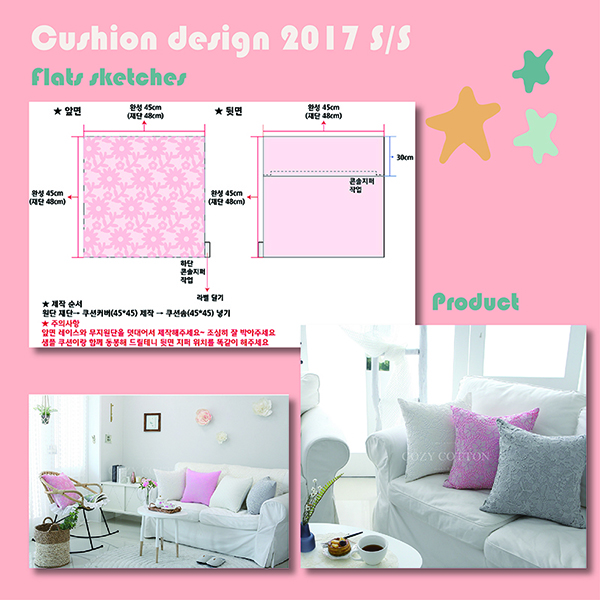 Cushion design 2017 S/S
Flats sketches
★ 앞면
완성 45cm
(재단 48cm)
★ 뒷면
완성 45cm
(재단 48cm)
완성 45cm
(재단 48cm)
완성 45cm
(재단 48cm)
30cm
콘솔지퍼
작업
하단
콘솔지퍼
작업
라벨 달기
★ 제작 순서
원단 재단→ 쿠션커버(45*45) 제작 → 쿠션솜(45*45) 넣기
★ 주의사항
앞면 레이스와 무지원단을 덧대어서 제작해주세요~ 조심히 잘 박아주세요
샘플 쿠션이랑 함께 동봉해 드릴테니 뒷면 지퍼 위치를 똑같이 해주세요
Product
COZY COTTON